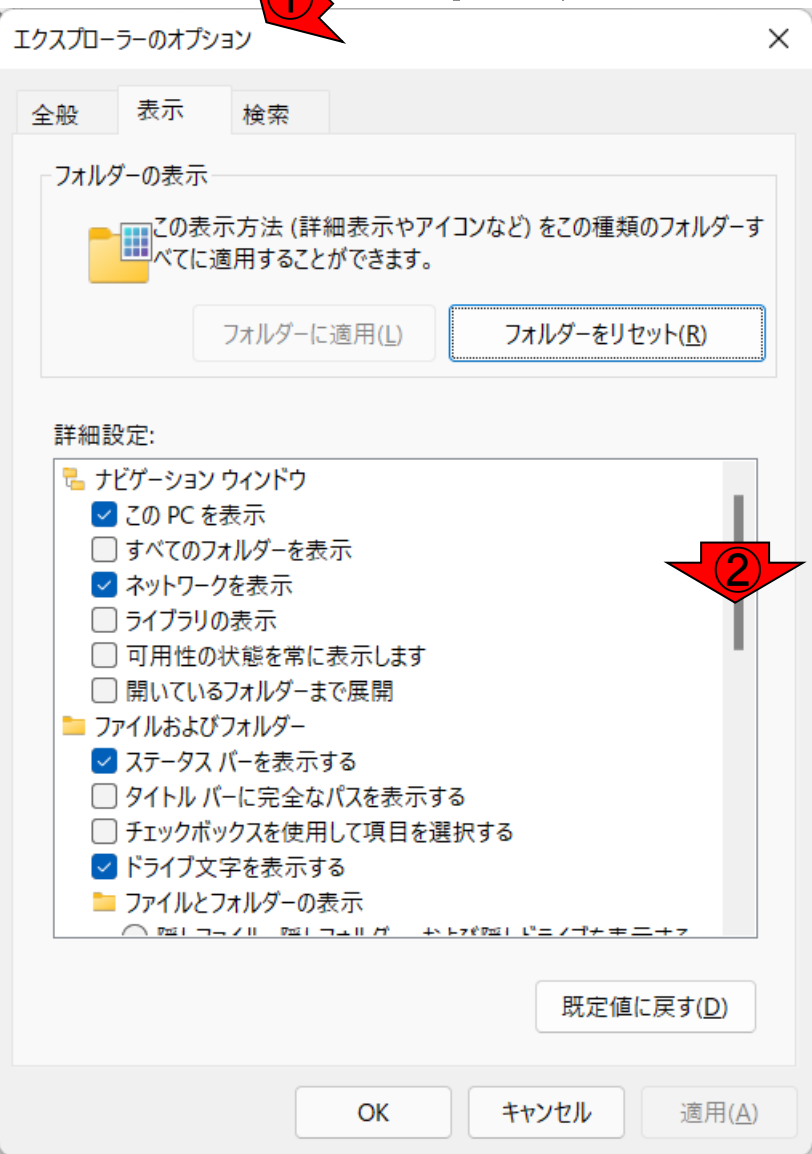 ①
エクスプローラーのオプション
全般
表示
検索
フォルダーの表示
この表示方法 (詳細表示やアイコンなど) をこの種類のフォルダーす
べてに適用することができます。
フォルダーに適用(L)
フォルダーをリセット(R)
詳細設定:
ナビゲーション ウィンドウ
この PC を表示
すべてのフォルダーを表示
②
ネットワークを表示
ライブラリの表示
可用性の状態を常に表示します
開いているフォルダーまで展開
ファイルおよびフォルダー
ステータス バーを表示する
タイトル バーに完全なパスを表示する
チェックボックスを使用して項目を選択する
ドライブ文字を表示する
ファイルとフォルダーの表示
既定値に戻す(D)
OK
キャンセル
適用(A)